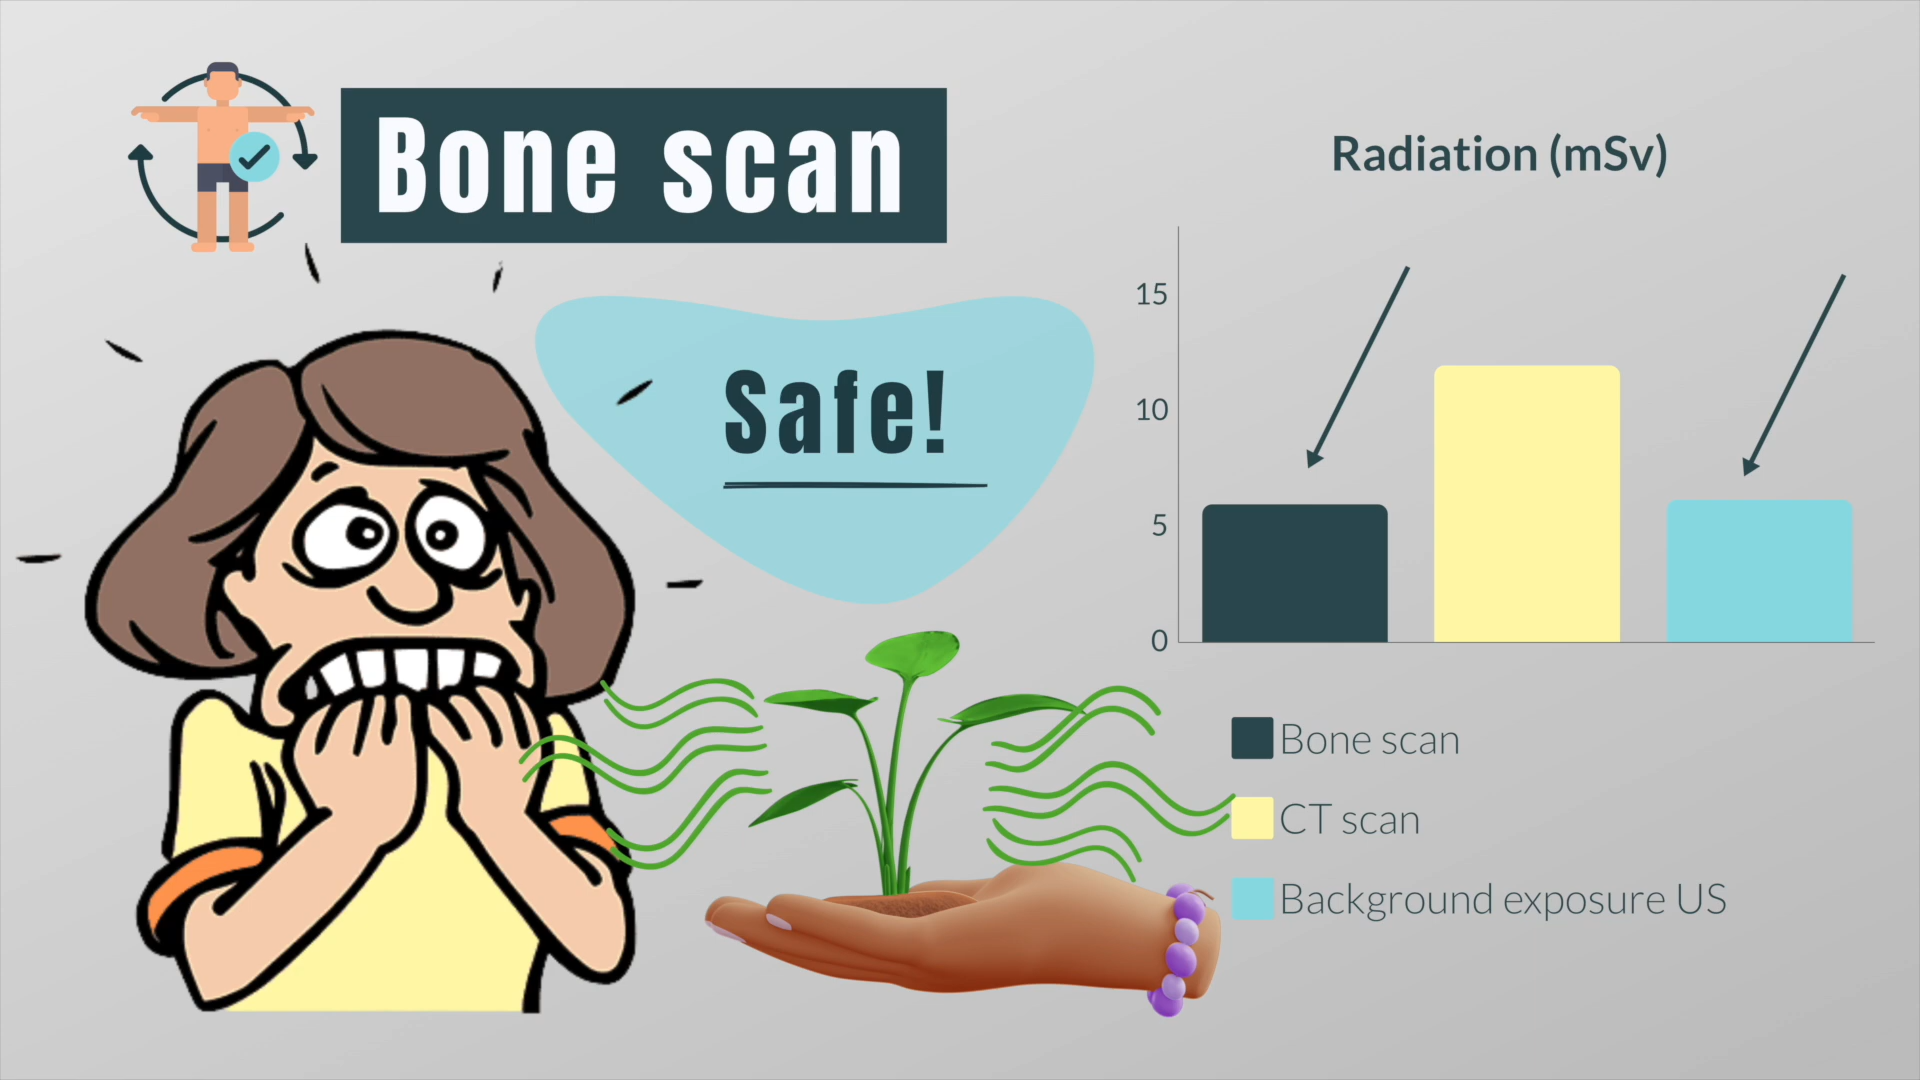 Bone scan
Safe!
Radiation (mSv)
15
10
5
0
Bone scan
CT scan
Background exposure US